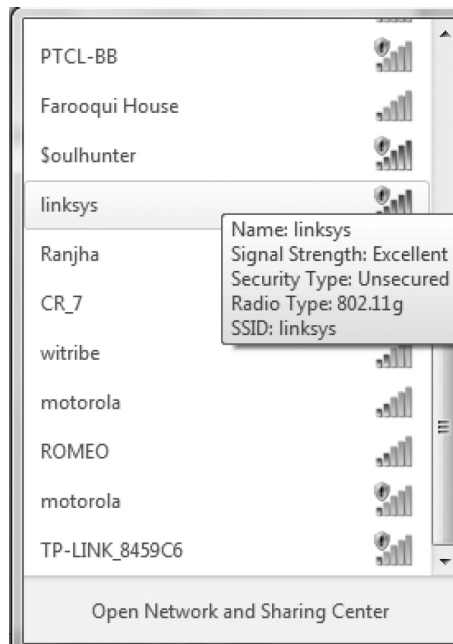 PTCL-BB
Farooqui House
$oulhunter
linksys
Name: linksys
Signal Strength: Excellent
Security Type: Unsecured
Radio Type: 802.11g
SSID: linksys
Ranjha
CR_7
witribe
motorola
ROMEO
motorola
TP-LINK_8459C6
Open Network and Sharing Center